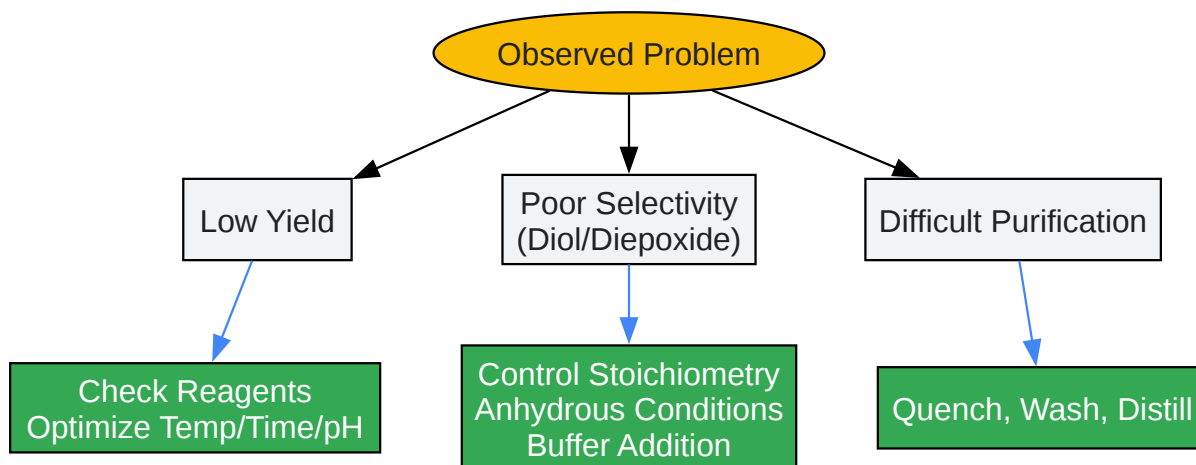 Observed Problem
Low Yield
Poor Selectivity
(Diol/Diepoxide)
Difficult Purification
Check Reagents
Optimize Temp/Time/pH
Control Stoichiometry
Anhydrous Conditions
Buffer Addition
Quench, Wash, Distill